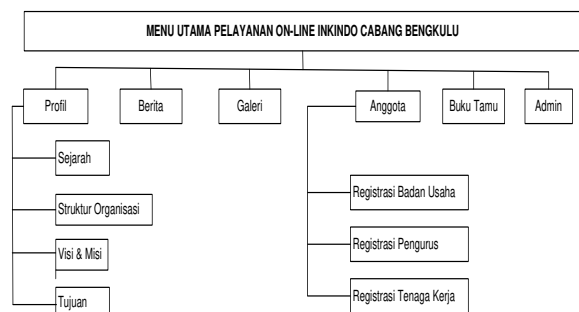 MENU UTAMA PELAYANAN ON-LINE INKINDO CABANG BENGKULU
Profil
Berita
Galeri
Anggota
Buku Tamu
Admin
Sejarah
Struktur Organisasi
Visi & Misi
Tujuan
Registrasi Badan Usaha
Registrasi Pengurus
Registrasi Tenaga Kerja